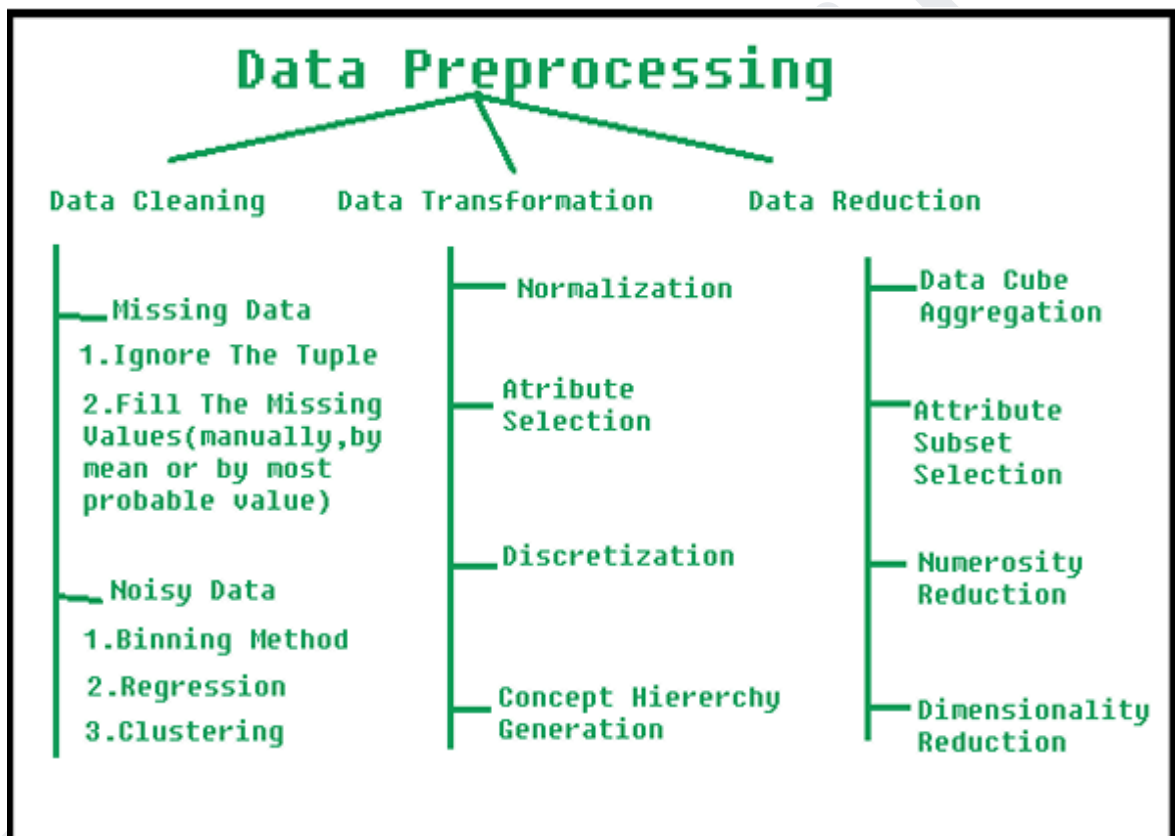 Data Preprocessing
Data Cleaning
Missing Data
1.Ignore The Tuple
2.Fill The Missing
Values(manually,by
mean or by most
probable value)
Noisy Data
1.Binning Method
2.Regression
3.Clustering
Data Transformation
Normalization
Atribute
Selection
Discretization
Concept Hiererchy
Generation
Data Reduction
Data Cube
Aggregation
Attribute
Subset
Selection
Numerosity
Reduction
Dimensionality
Reduction